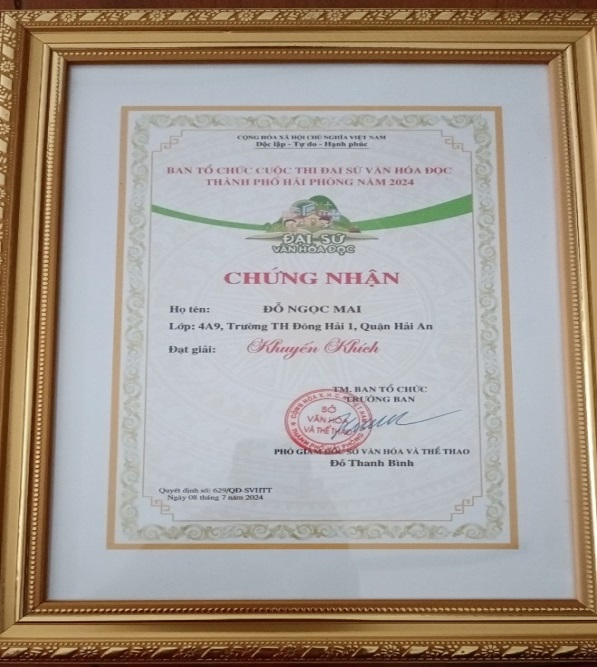 CỘNG HÒA XÃ HỘI CHỦ NGHĨA VIỆT NAM
Độc lập - Tự do - Hạnh phúc
BAN TỔ CHỨC CUỘC THI ĐẠI SỨ VĂN HÓA ĐỌC
THÀNH PHỐ HẢI PHÒNG NĂM 2024
ĐẠI SỨ
VĂN HÓA ĐỌC
CHỨNG NHẬN
Họ tên: ĐỖ NGỌC MAI
Lớp: 4A9, Trường TH Đông Hải 1, Quận Hải An
Đạt giải: Khuyến Khích
TM. BAN TỔ CHỨC
TRƯỞNG BAN
SỞ
VĂN HÓA
VÀ THỂ THAO
THÀNH PHỐ HẢI PHÒNG
PHÓ GIÁM ĐỐC SỞ VĂN HÓA VÀ THỂ THAO
Đỗ Thanh Bình
Quyết định số: 629/QĐ-SVHTT
Ngày 08 tháng 7 năm 2024